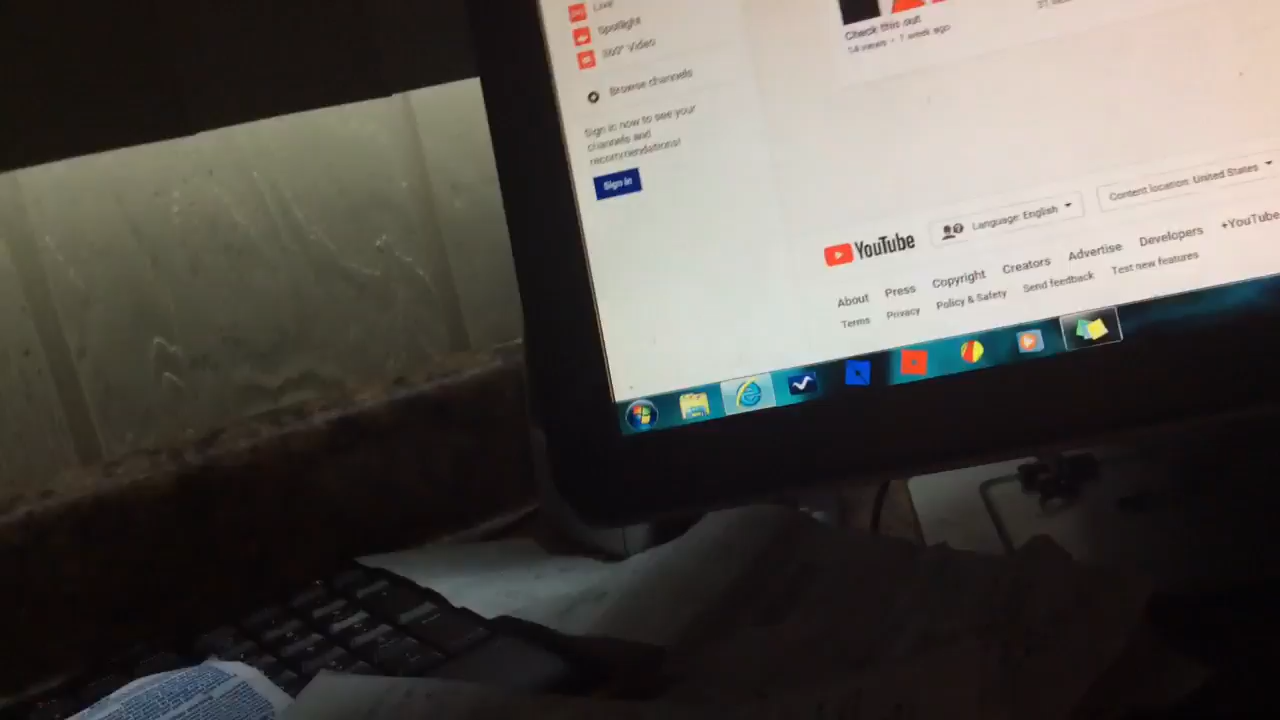 Live
Spotlight
360° Video
Browse channels
Sign in now to see your
channels and
recommendations!
Sign in
Check this out
14 views • 1 week ago
YouTube
Language: English
Content location: United States
About Press Copyright Creators Advertise Developers +YouTube
Terms Privacy Policy & Safety Send feedback Test new features